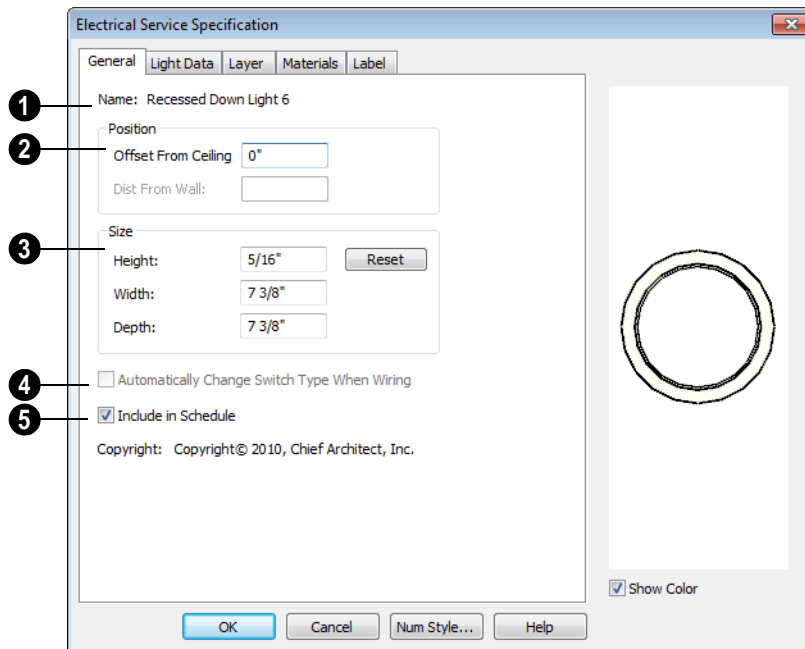 Electrical Service Specification
General Light Data Layer Materials Label
1 Name: Recessed Down Light 6
Position
2 Offset From Ceiling 0"
Dist From Wall:
Size
3 Height: 5/16" Reset
Width: 7 3/8"
Depth: 7 3/8"
4 Automatically Change Switch Type When Wiring
5 Include in Schedule
Copyright: Copyright© 2010, Chief Architect, Inc.
Show Color
OK Cancel Num Style... Help